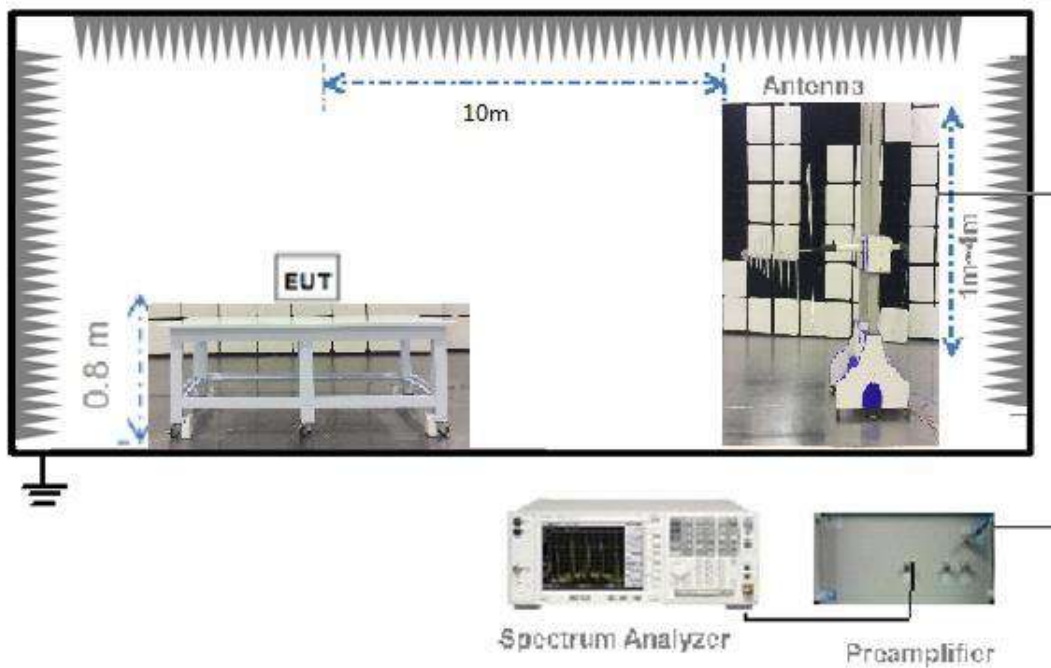 Antenna
10m
1m~4m
EUT
0.8 m
Spectrum Analyzer
Preamplifier